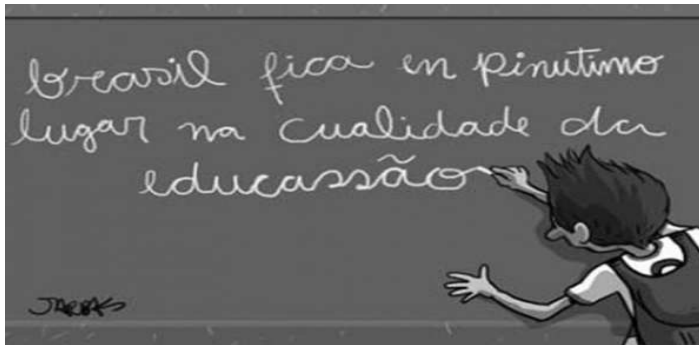 brasil fica en pinutimo
lugar na cualidade da
educassão
JARBAS